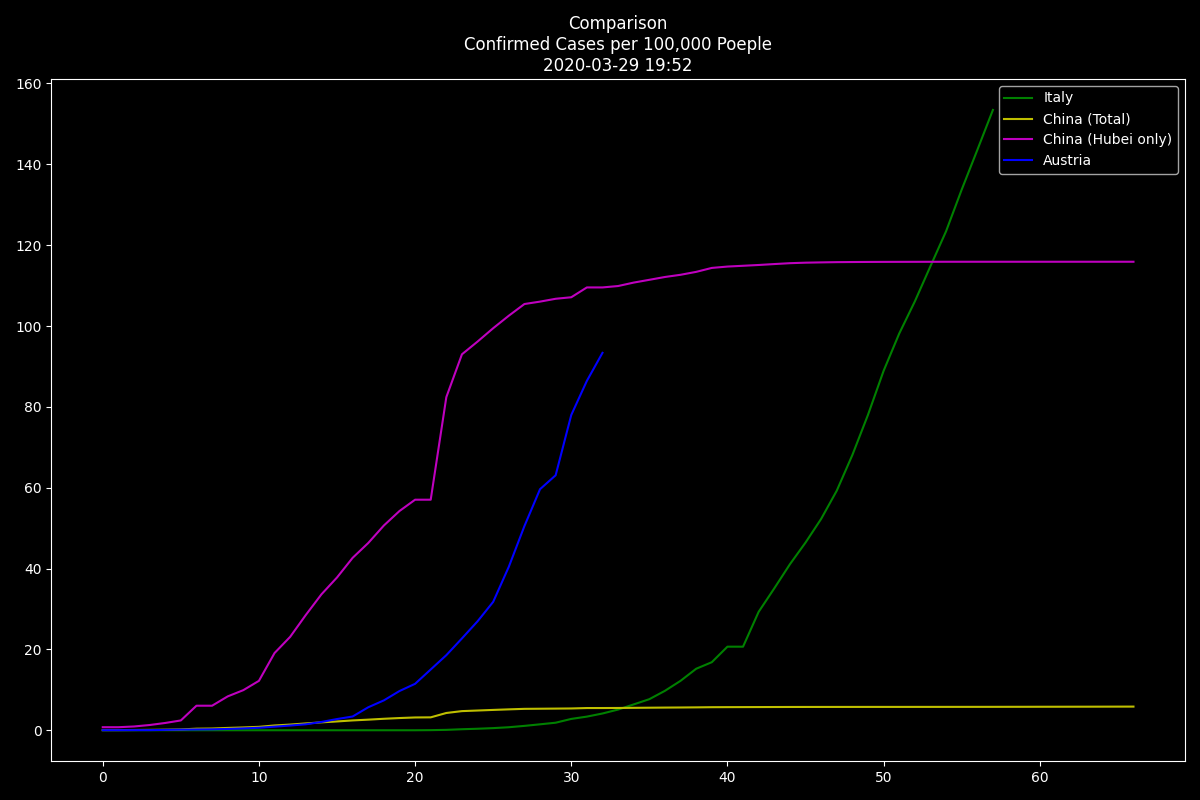 Comparison
Confirmed Cases per 100,000 Poeple
2020-03-29 19:52
160
140
120
100
80
60
40
20
0
Italy
China (Total)
China (Hubei only)
Austria
0 10 20 30 40 50 60